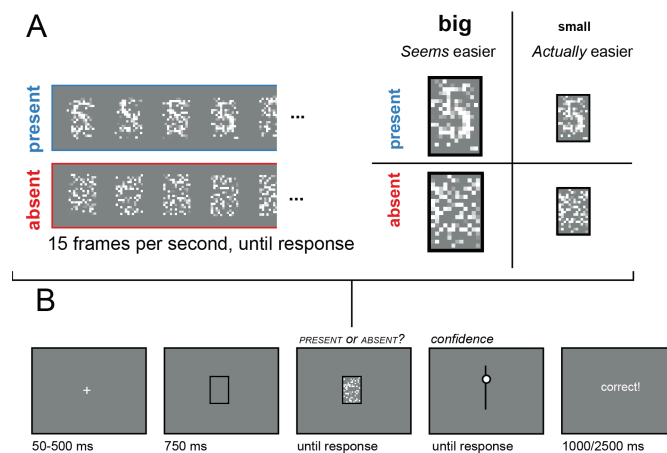 A
big
small
Seems easier
Actually easier
present
...
present
absent
...
absent
15 frames per second, until response
B
PRESENT or ABSENT?
confidence
+
correct!
50-500 ms
750 ms
until response
until response
1000/2500 ms